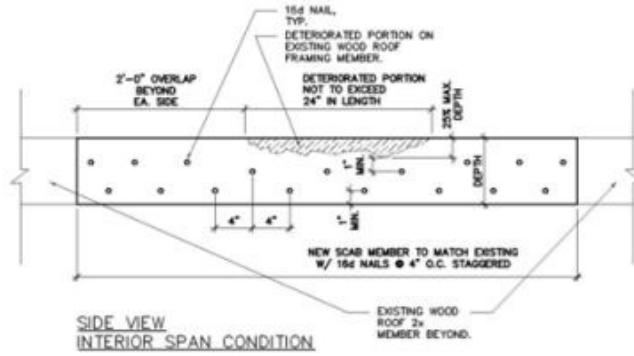 16d NAIL,
TYP.
DETERIORATED PORTION ON
EXISTING WOOD ROOF
FRAMING MEMBER.
2'-0" OVERLAP
BEYOND
EA. SIDE
DETERIORATED PORTION
NOT TO EXCEED
24" IN LENGTH
25% MAX.
DEPTH
1"
MIN.
DEPTH
4"
4"
1"
MIN.
NEW SCAB MEMBER TO MATCH EXISTING
W/ 16d NAILS @ 4" O.C. STAGGERED
EXISTING WOOD
ROOF 2x
MEMBER BEYOND.
SIDE VIEW
INTERIOR SPAN CONDITION